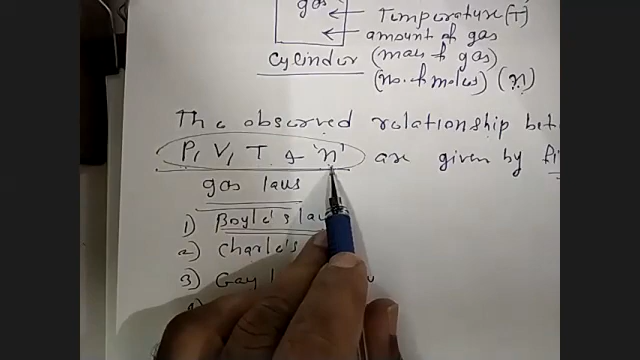 gas
Temperature (T)
amount of gas
Cylinder (mass of gas)
(no. of moles) (n)
The observed relationship bet
P, V, T & 'n' are given by fi
gas laws
1) Boyle's law
2) Charle's
3) Gay L